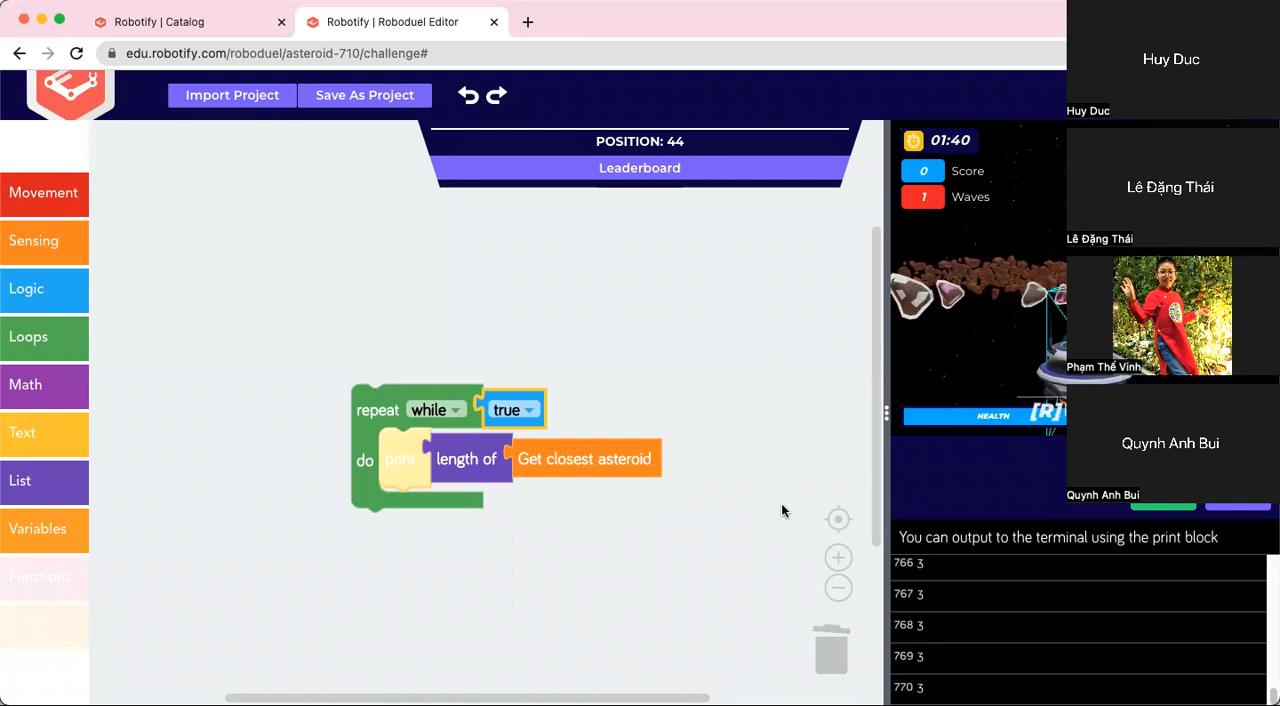 Robotify | Catalog
Robotify | Roboduel Editor
edu.robotify.com/roboduel/asteroid-710/challenge#
Import Project
Save As Project
POSITION: 44
Leaderboard
Movement
Sensing
Logic
Loops
Math
Text
List
Variables
Functions
repeat while true
do print length of Get closest asteroid
01:40
0 Score
1 Waves
HEALTH
[R]
You can output to the terminal using the print block
766 3
767 3
768 3
769 3
770 3
Huy Duc
Huy Duc
Lê Đặng Thái
Lê Đặng Thái
Phạm Thế Vinh
Quynh Anh Bui
Quynh Anh Bui